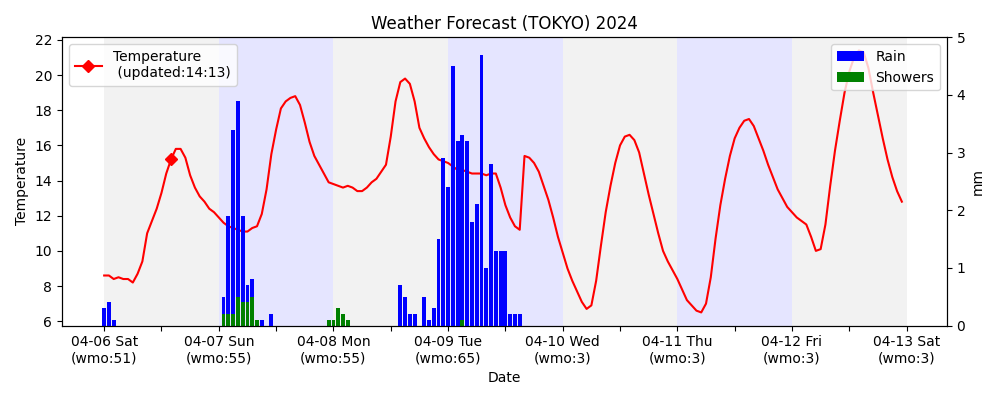 Weather Forecast (TOKYO) 2024
Temperature
(updated:14:13)
Rain
Showers
22
20
18
16
14
12
10
8
6
Temperature
5
4
3
2
1
0
mm
04-06 Sat
(wmo:51)
04-07 Sun
(wmo:55)
04-08 Mon
(wmo:55)
04-09 Tue
(wmo:65)
04-10 Wed
(wmo:3)
04-11 Thu
(wmo:3)
04-12 Fri
(wmo:3)
04-13 Sat
(wmo:3)
Date